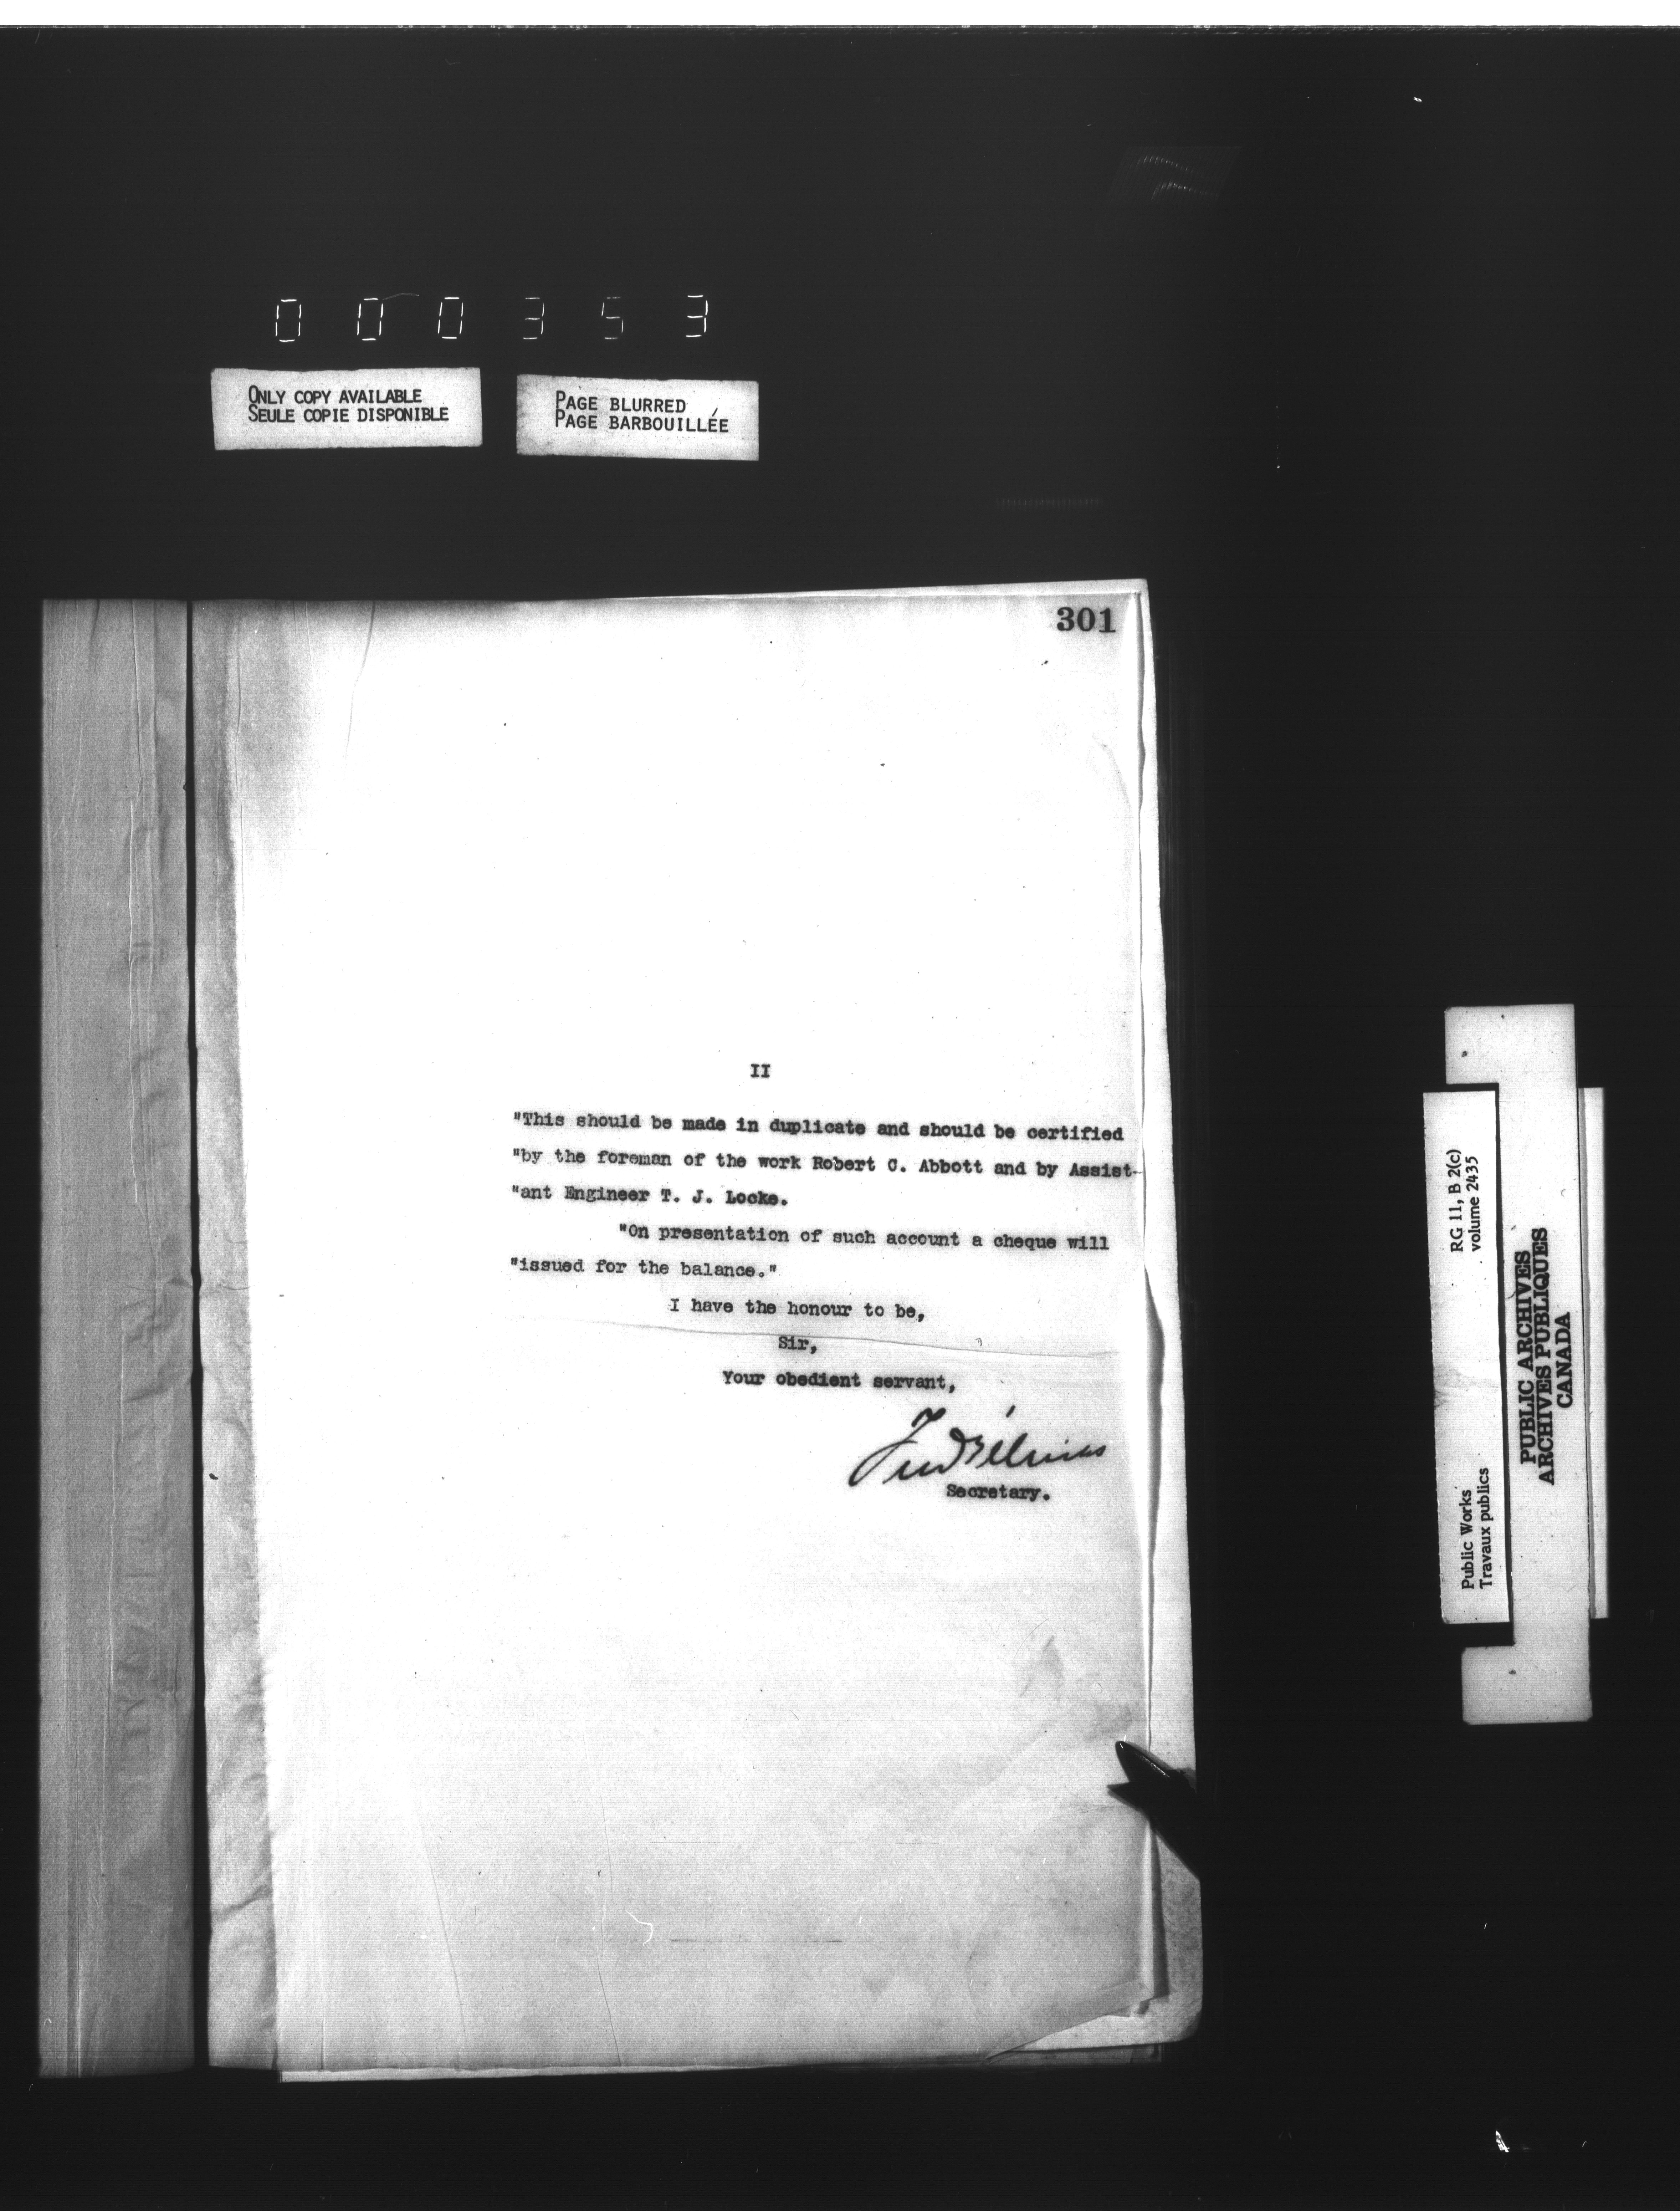 000353
ONLY COPY AVAILABLE
SEULE COPIE DISPONIBLE
PAGE BLURRED
PAGE BARBOUILLÉE
301
II
"This should be made in duplicate and should be certified
"by the foreman of the work Robert C. Abbott and by Assist-
"ant Engineer T. J. Locke.
"On presentation of such account a cheque will
"issued for the balance."
I have the honour to be,
Sir,
Your obedient servant,
Secretary.
RG 11, B 2(c)
volume 2435
Public Works
Travaux publics
PUBLIC ARCHIVES
ARCHIVES PUBLIQUES
CANADA